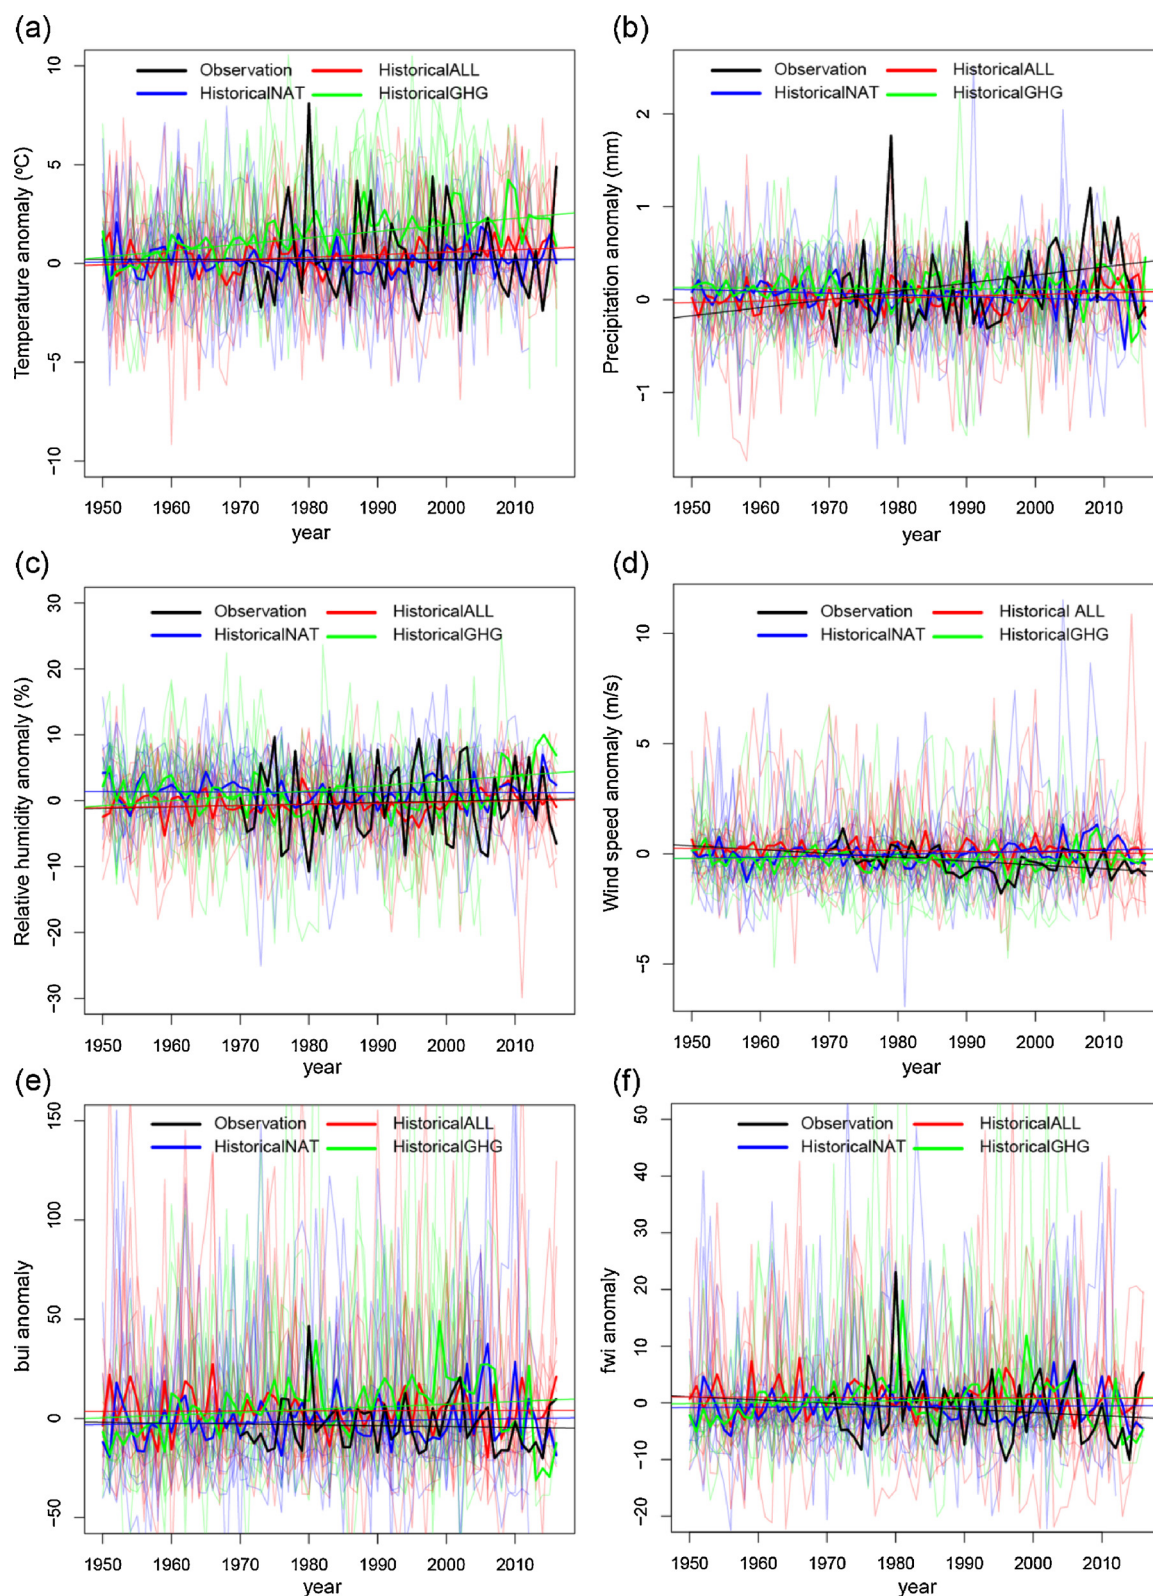 (a)
Observation HistoricalALL
HistoricalNAT HistoricalGHG
Temperature anomaly (ºC)
10
5
0
−5
−10
1950 1960 1970 1980 1990 2000 2010
year
(b)
Observation HistoricalALL
HistoricalNAT HistoricalGHG
Precipitation anomaly (mm)
2
1
0
−1
1950 1960 1970 1980 1990 2000 2010
year
(c)
Observation HistoricalALL
HistoricalNAT HistoricalGHG
Relative humidity anomaly (%)
30
20
10
0
−10
−20
−30
1950 1960 1970 1980 1990 2000 2010
year
(d)
Observation Historical ALL
HistoricalNAT HistoricalGHG
Wind speed anomaly (m/s)
10
5
0
−5
1950 1960 1970 1980 1990 2000 2010
year
(e)
Observation HistoricalALL
HistoricalNAT HistoricalGHG
bui anomaly
150
100
50
0
−50
1950 1960 1970 1980 1990 2000 2010
year
(f)
Observation HistoricalALL
HistoricalNAT HistoricalGHG
fwi anomaly
50
40
30
20
10
0
−10
−20
1950 1960 1970 1980 1990 2000 2010
year